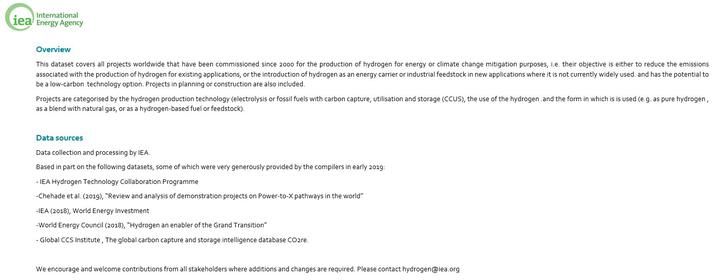 iea International
Energy Agency
Overview
This dataset covers all projects worldwide that have been commissioned since 2000 for the production of hydrogen for energy or climate change mitigation purposes, i.e. their objective is either to reduce the emissions
associated with the production of hydrogen for existing applications, or the introduction of hydrogen as an energy carrier or industrial feedstock in new applications where it is not currently widely used. and has the potential to
be a low-carbon technology option. Projects in planning or construction are also included.
Projects are categorised by the hydrogen production technology (electrolysis or fossil fuels with carbon capture, utilisation and storage (CCUS), the use of the hydrogen .and the form in which is is used (e.g. as pure hydrogen ,
as a blend with natural gas, or as a hydrogen-based fuel or feedstock).
Data sources
Data collection and processing by IEA.
Based in part on the following datasets, some of which were very generously provided by the compilers in early 2019:
- IEA Hydrogen Technology Collaboration Programme
-Chehade et al. (2019), "Review and analysis of demonstration projects on Power-to-X pathways in the world"
-IEA (2018), World Energy Investment
-World Energy Council (2018), "Hydrogen an enabler of the Grand Transition"
- Global CCS Institute , The global carbon capture and storage intelligence database CO2re.
We encourage and welcome contributions from all stakeholders where additions and changes are required. Please contact hydrogen@iea.org